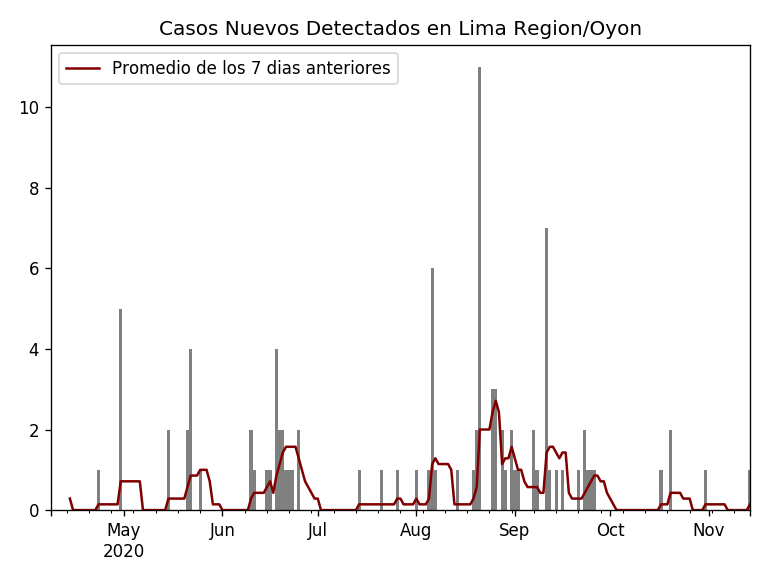 Casos Nuevos Detectados en Lima Region/Oyon
Promedio de los 7 dias anteriores
10
8
6
4
2
0
May Jun Jul Aug Sep Oct Nov
2020